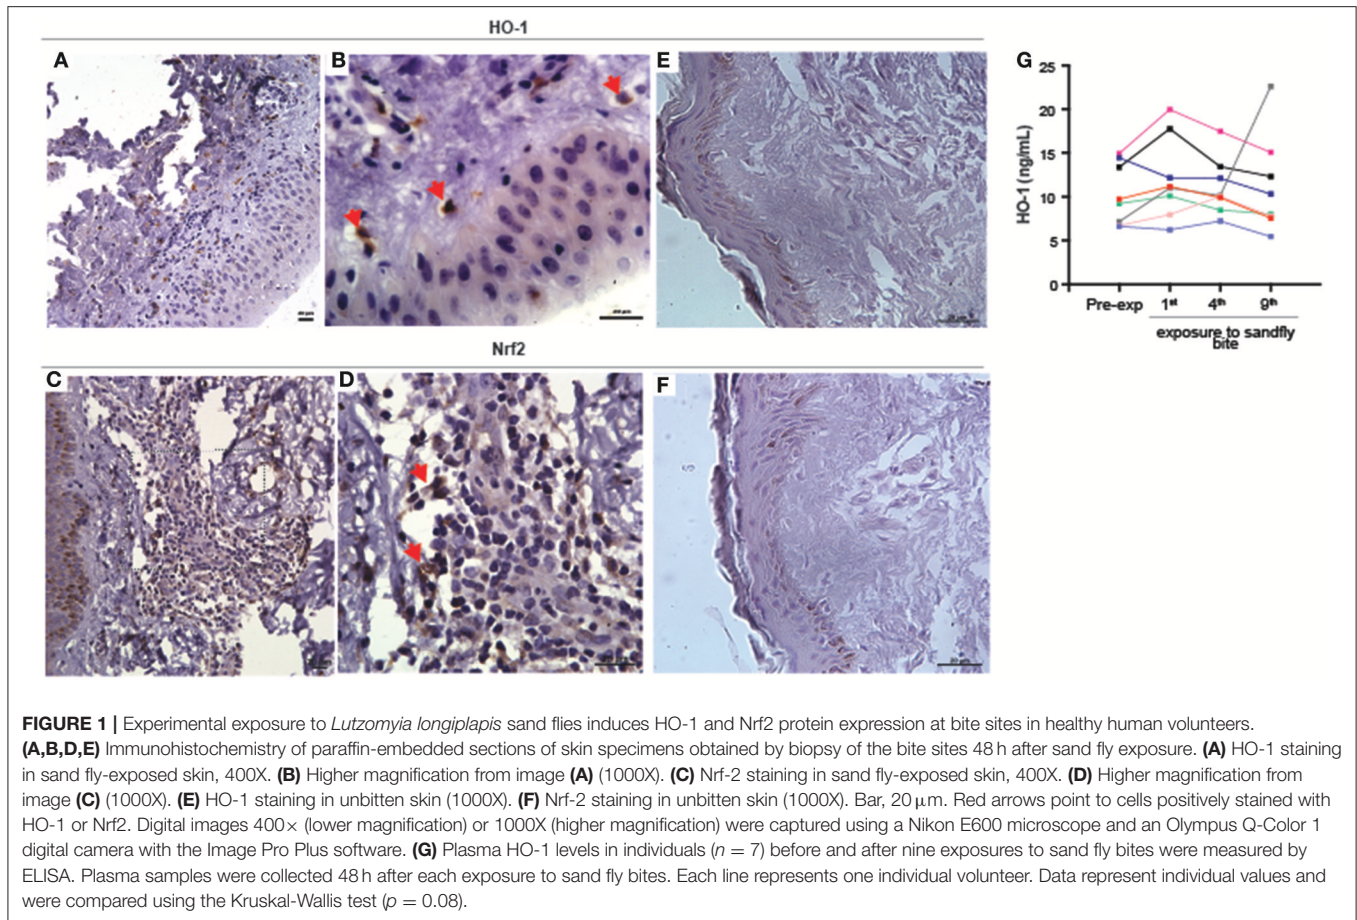 HO-1
A
B
E
G
25
20
15
10
5
0
HO-1 (ng/mL)
Pre-exp 1st 4th 9th
exposure to sandfly
bite
Nrf2
C
D
F
20 µm
FIGURE 1 | Experimental exposure to Lutzomyia longiplapis sand flies induces HO-1 and Nrf2 protein expression at bite sites in healthy human volunteers.
(A,B,D,E) Immunohistochemistry of paraffin-embedded sections of skin specimens obtained by biopsy of the bite sites 48 h after sand fly exposure. (A) HO-1 staining
in sand fly-exposed skin, 400X. (B) Higher magnification from image (A) (1000X). (C) Nrf-2 staining in sand fly-exposed skin, 400X. (D) Higher magnification from
image (C) (1000X). (E) HO-1 staining in unbitten skin (1000X). (F) Nrf-2 staining in unbitten skin (1000X). Bar, 20 µm. Red arrows point to cells positively stained with
HO-1 or Nrf2. Digital images 400× (lower magnification) or 1000X (higher magnification) were captured using a Nikon E600 microscope and an Olympus Q-Color 1
digital camera with the Image Pro Plus software. (G) Plasma HO-1 levels in individuals (n = 7) before and after nine exposures to sand fly bites were measured by
ELISA. Plasma samples were collected 48 h after each exposure to sand fly bites. Each line represents one individual volunteer. Data represent individual values and
were compared using the Kruskal-Wallis test (p = 0.08).